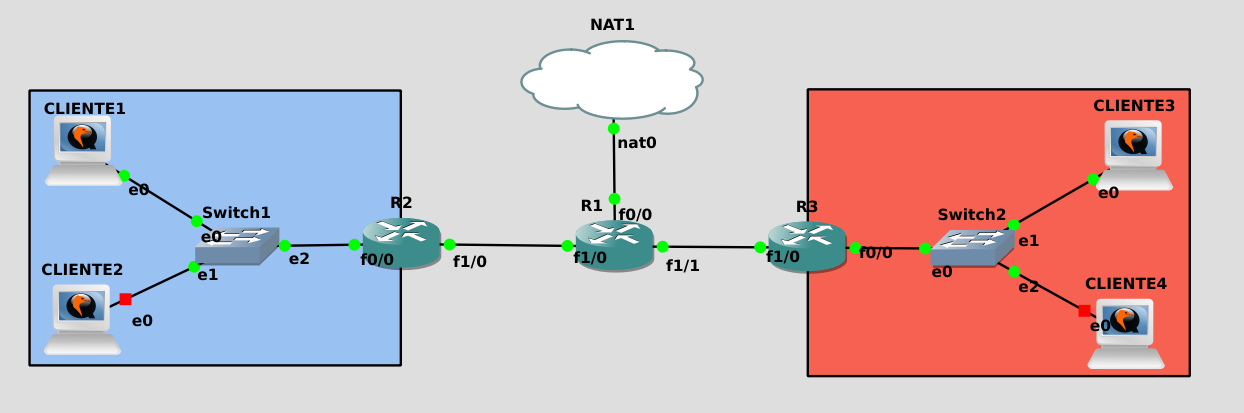 NAT1
nat0
CLIENTE1
e0
Switch1
e0
e2
CLIENTE2
e1
e0
R2
f0/0
f1/0
R1
f0/0
f1/0
f1/1
R3
f1/0
f0/0
Switch2
e0
e1
e2
CLIENTE3
e0
CLIENTE4
e0